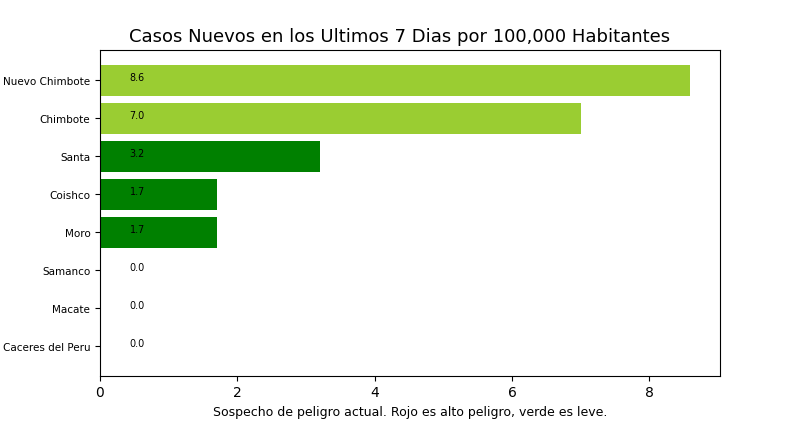 Casos Nuevos en los Ultimos 7 Dias por 100,000 Habitantes
Nuevo Chimbote 8.6
Chimbote 7.0
Santa 3.2
Coishco 1.7
Moro 1.7
Samanco 0.0
Macate 0.0
Caceres del Peru 0.0
0 2 4 6 8
Sospecho de peligro actual. Rojo es alto peligro, verde es leve.